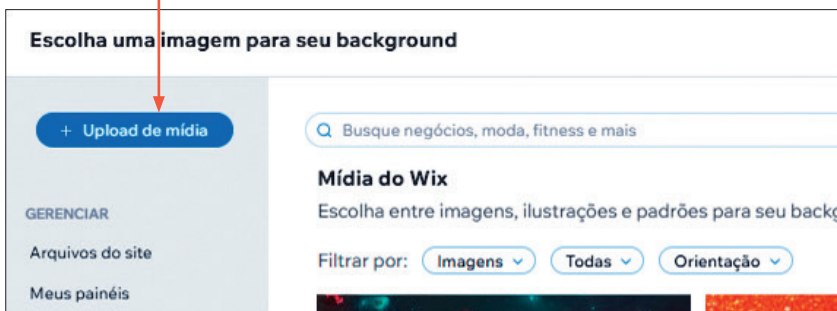 Escolha uma imagem para seu background
+ Upload de mídia
GERENCIAR
Arquivos do site
Meus painéis
Busque negócios, moda, fitness e mais
Mídia do Wix
Escolha entre imagens, ilustrações e padrões para seu backg
Filtrar por: Imagens Todas Orientação